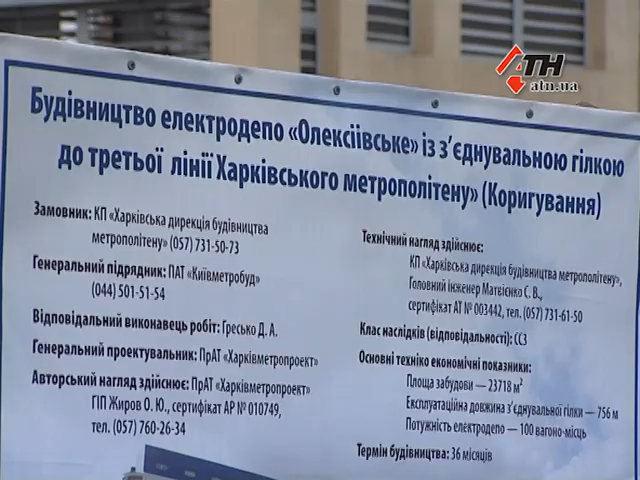 АТН
atn.ua
Будівництво електродепо «Олексіївське» із з’єднувальною гілкою
до третьої лінії Харківського метрополітену» (Коригування)
Замовник: КП «Харківська дирекція будівництва
метрополітену» (057) 731-50-73
Генеральний підрядник: ПАТ «Київметробуд»
(044) 501-51-54
Відповідальний виконавець робіт: Гресько Д. А.
Генеральний проектувальник: ПрАТ «Харківметропроект»
Авторський нагляд здійснює: ПрАТ «Харківметропроект»
ГІП Жиров О. Ю., сертифікат АР № 010749,
тел. (057) 760-26-34
Технічний нагляд здійснює:
КП «Харківська дирекція будівництва метрополітену»,
Головний інженер Матвієнко С. В.,
сертифікат АТ № 003442, тел. (057) 731-61-50
Клас наслідків (відповідальності): СС3
Основні техніко економічні показники:
Площа забудови — 23718 м²
Експлуатаційна довжина з’єднувальної гілки — 756 м
Потужність електродепо — 100 вагоно-місць
Термін будівництва: 36 місяців